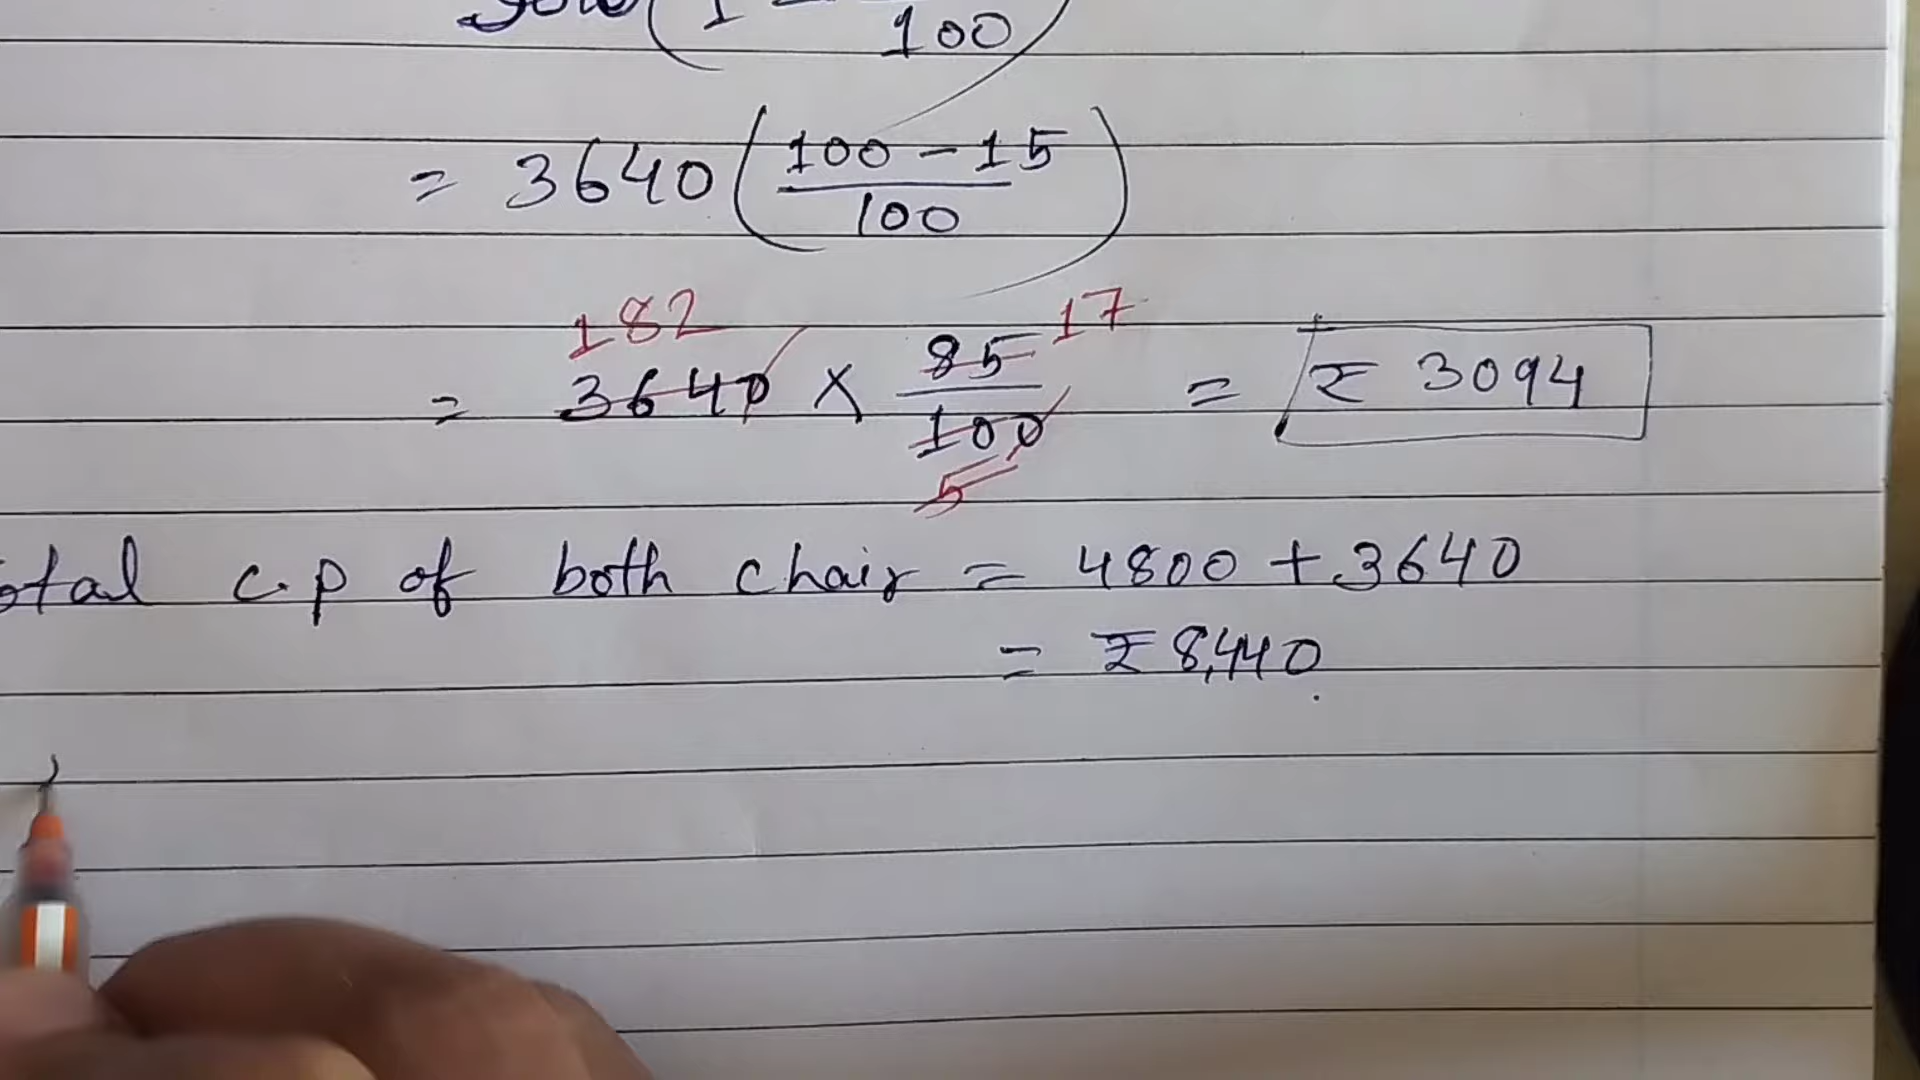 100
= 3640 (100 - 15 / 100)
182 17
= 3640 × 85/100 = ₹ 3094
5
otal C.P of both chair = 4800 + 3640
= ₹ 8,440